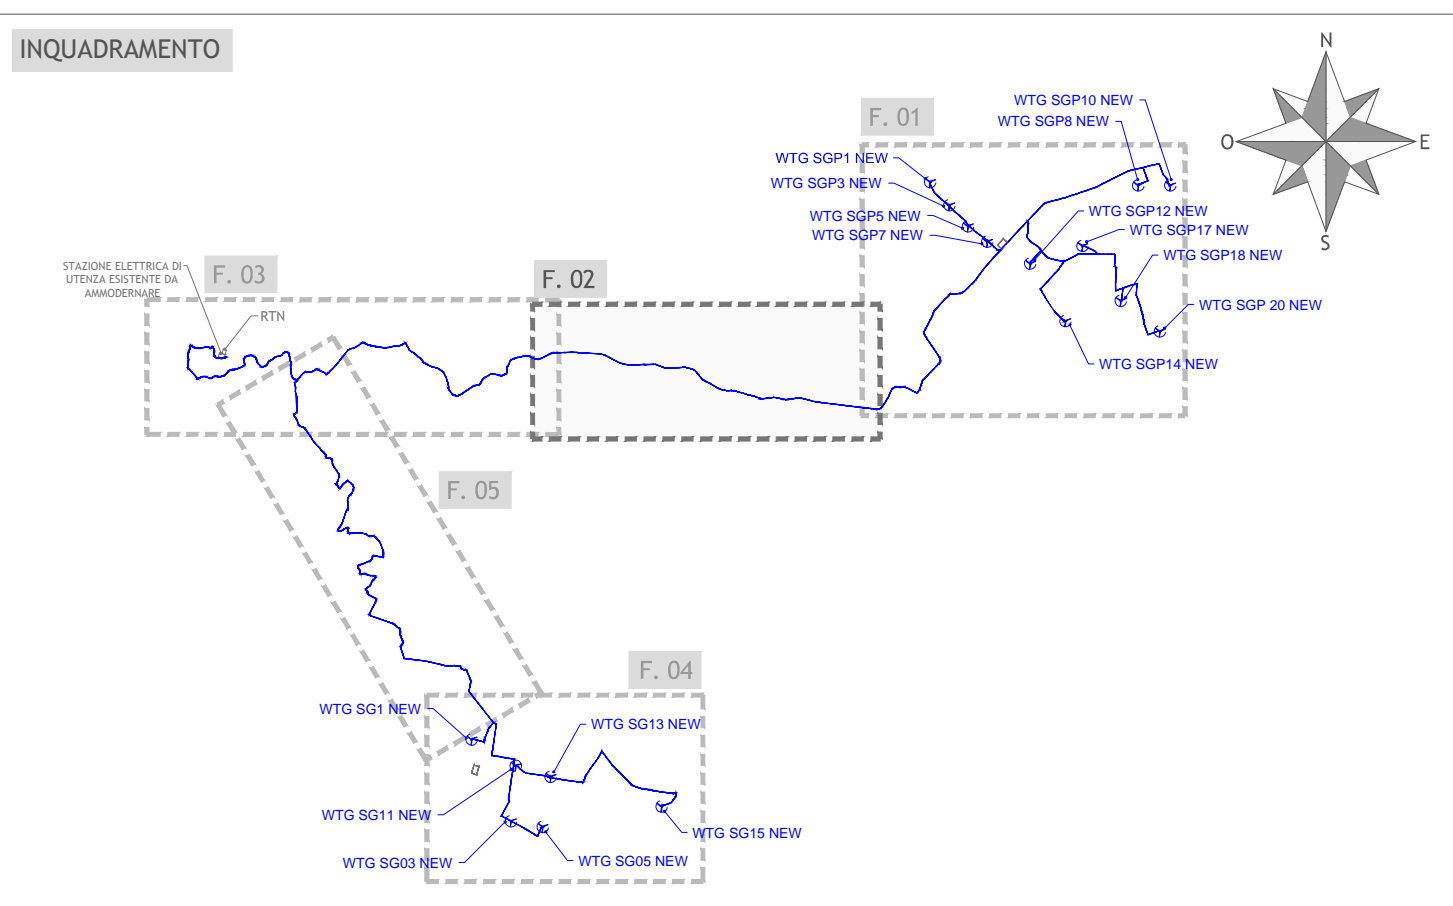 INQUADRAMENTO
N
O
E
S
F. 01
WTG SGP10 NEW
WTG SGP8 NEW
WTG SGP1 NEW
WTG SGP3 NEW
WTG SGP5 NEW
WTG SGP7 NEW
WTG SGP12 NEW
WTG SGP17 NEW
WTG SGP18 NEW
WTG SGP 20 NEW
WTG SGP14 NEW
STAZIONE ELETTRICA DI
UTENZA ESISTENTE DA
AMMODERNARE
F. 03
RTN
F. 02
F. 05
F. 04
WTG SG1 NEW
WTG SG13 NEW
WTG SG11 NEW
WTG SG15 NEW
WTG SG03 NEW
WTG SG05 NEW